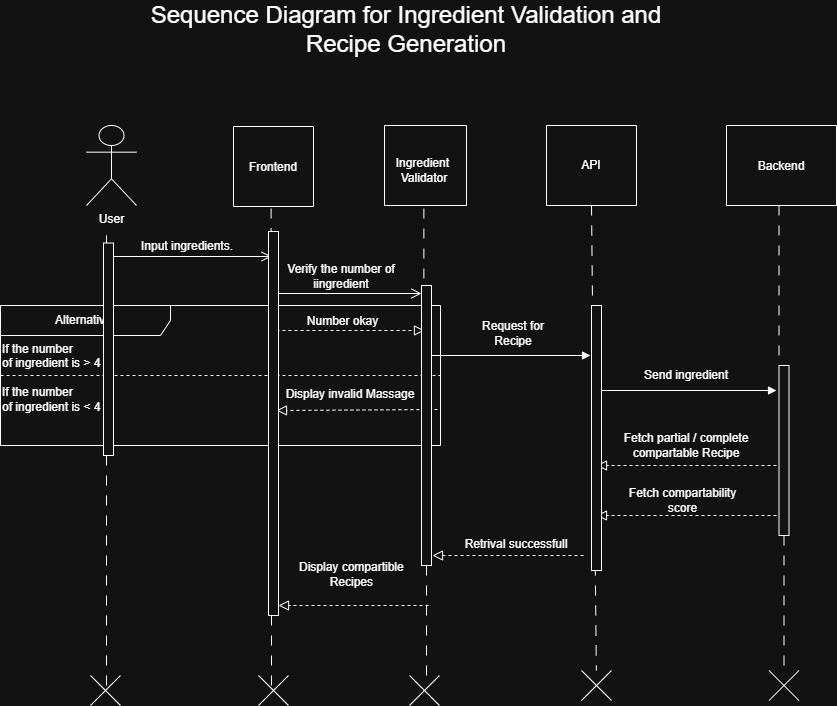 Sequence Diagram for Ingredient Validation and
Recipe Generation
User
Frontend
Ingredient
Validator
API
Backend
Input ingredients.
Verify the number of
iingredient
Alternativ
Number okay
Request for
Recipe
If the number
of ingredient is > 4
Send ingredient
If the number
of ingredient is < 4
Display invalid Massage
Fetch partial / complete
compartable Recipe
Fetch compartability
score
Retrival successfull
Display compartible
Recipes